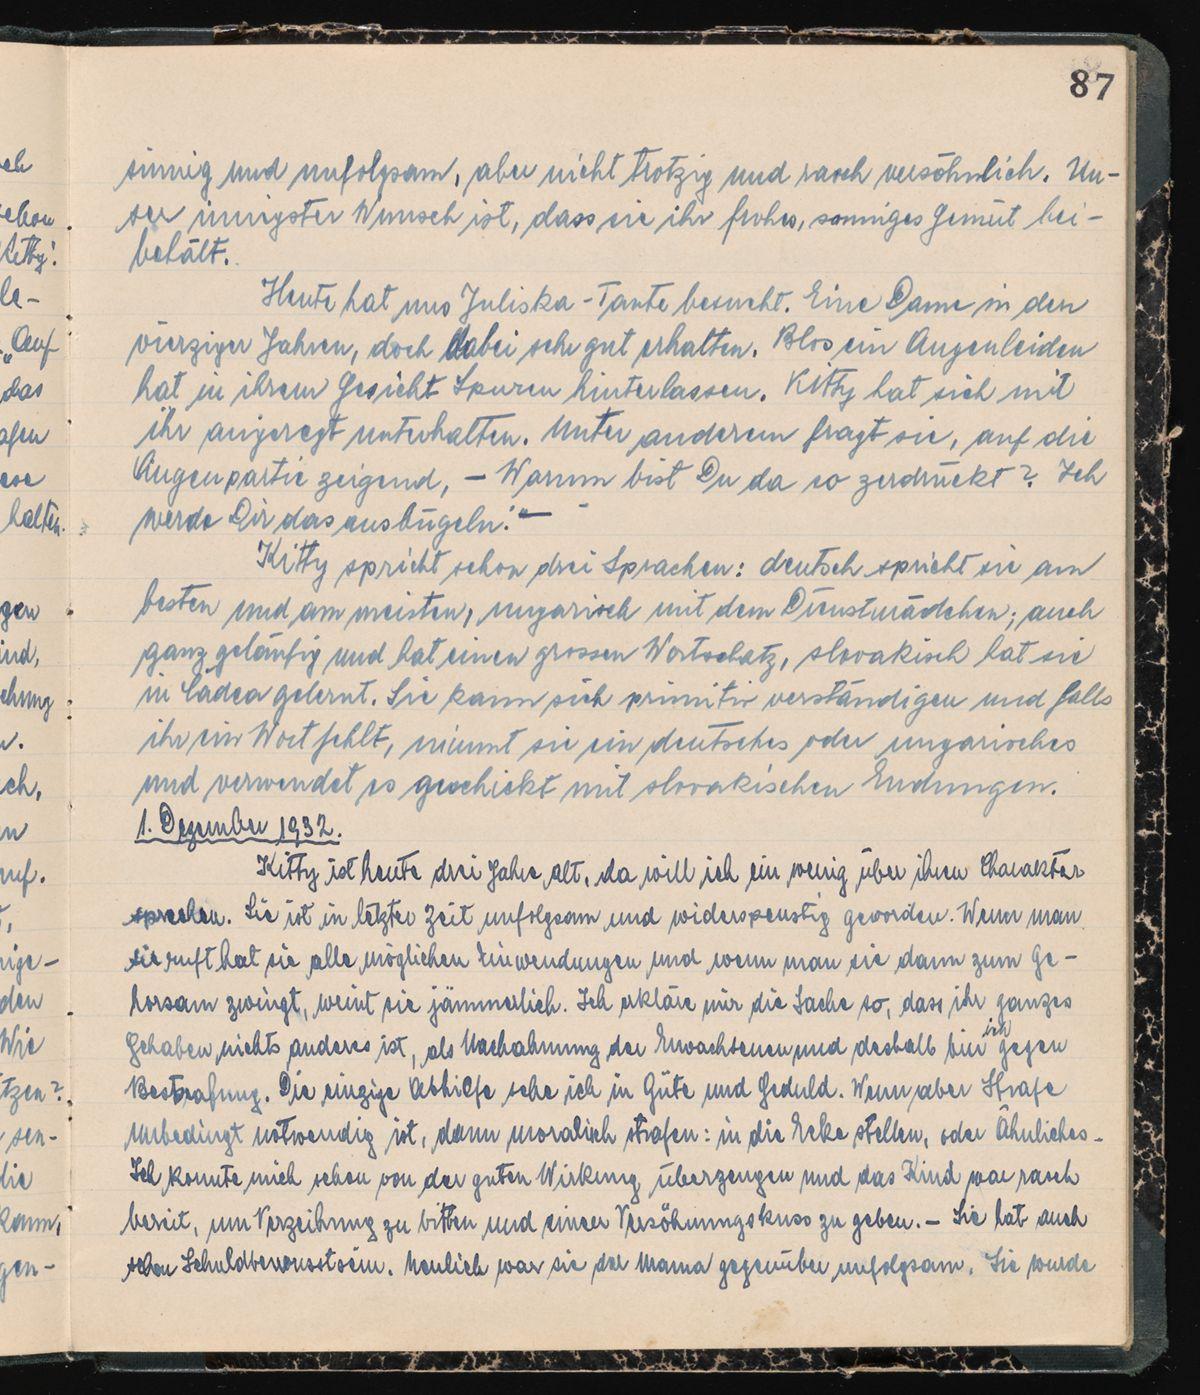 87
sinnig und unfolgsam, aber nicht trotzig und rasch versöhnlich. Un-
ser innigster Wunsch ist, dass sie ihr frohes, sonniges Gemüt bei-
behält.
Heute hat uns Juliska-Tante besucht. Eine Dame in den
vierziger Jahren, doch dabei sehr gut erhalten. Blos ein Augenleiden
hat in ihrem Gesicht Spuren hinterlassen. Kitty hat sich mit
ihr angeregt unterhalten. Unter anderem fragt sie, auf die
Augenpartie zeigend, – Warum bist Du da so zerdrückt? Ich
werde Dir das ausbügeln!" –
Kitty spricht schon drei Sprachen: deutsch spricht sie am
besten und am meisten, ungarisch mit dem Dienstmädchen; auch
ganz geläufig und hat einen grossen Wortschatz, slovakisch hat sie
in Čadca gelernt. Sie kann sich primitiv verständigen und falls
ihr ein Wort fehlt, nimmt sie ein deutsches oder ungarisches
und verwendet es geschickt mit slovakischen Endungen.
1. Dezember 1932.
Kitty ist heute drei Jahre alt, da will ich ein wenig über ihren Charakter
sprechen. Sie ist in letzter Zeit unfolgsam und widerspenstig geworden. Wenn man
sie ruft hat sie alle möglichen Einwendungen und wenn man sie dann zum Ge-
horsam zwingt, weint sie jämmerlich. Ich erkläre mir die Sache so, dass ihr ganzes
Gehaben nichts anderes ist, als Nachahmung der Erwachsenen und deshalb bin ich gegen
Bestrafung. Die einzige Abhilfe sehe ich in Güte und Geduld. Wenn aber Strafe
unbedingt notwendig ist, dann moralisch strafen: in die Ecke stellen, oder Ähnliches.
Ich konnte mich schon von der guten Wirkung überzeugen und das Kind war rasch
bereit, um Verzeihung zu bitten und einen Versöhnungskuss zu geben. – Sie hat auch
schon Schuldbewusstsein. Neulich war sie der Mama gegenüber unfolgsam. Sie wurde